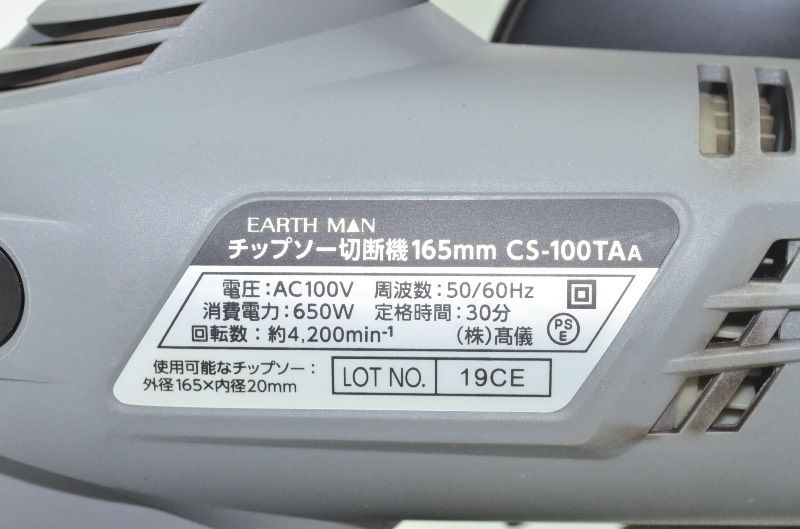 EARTH MAN
チップソー切断機165mm CS-100TAA
電圧:AC100V 周波数:50/60Hz
消費電力:650W 定格時間:30分
回転数:約4,200min-¹ (株)髙儀
PS
E
使用可能なチップソー:
外径165×内径20mm
LOT NO. 19CE